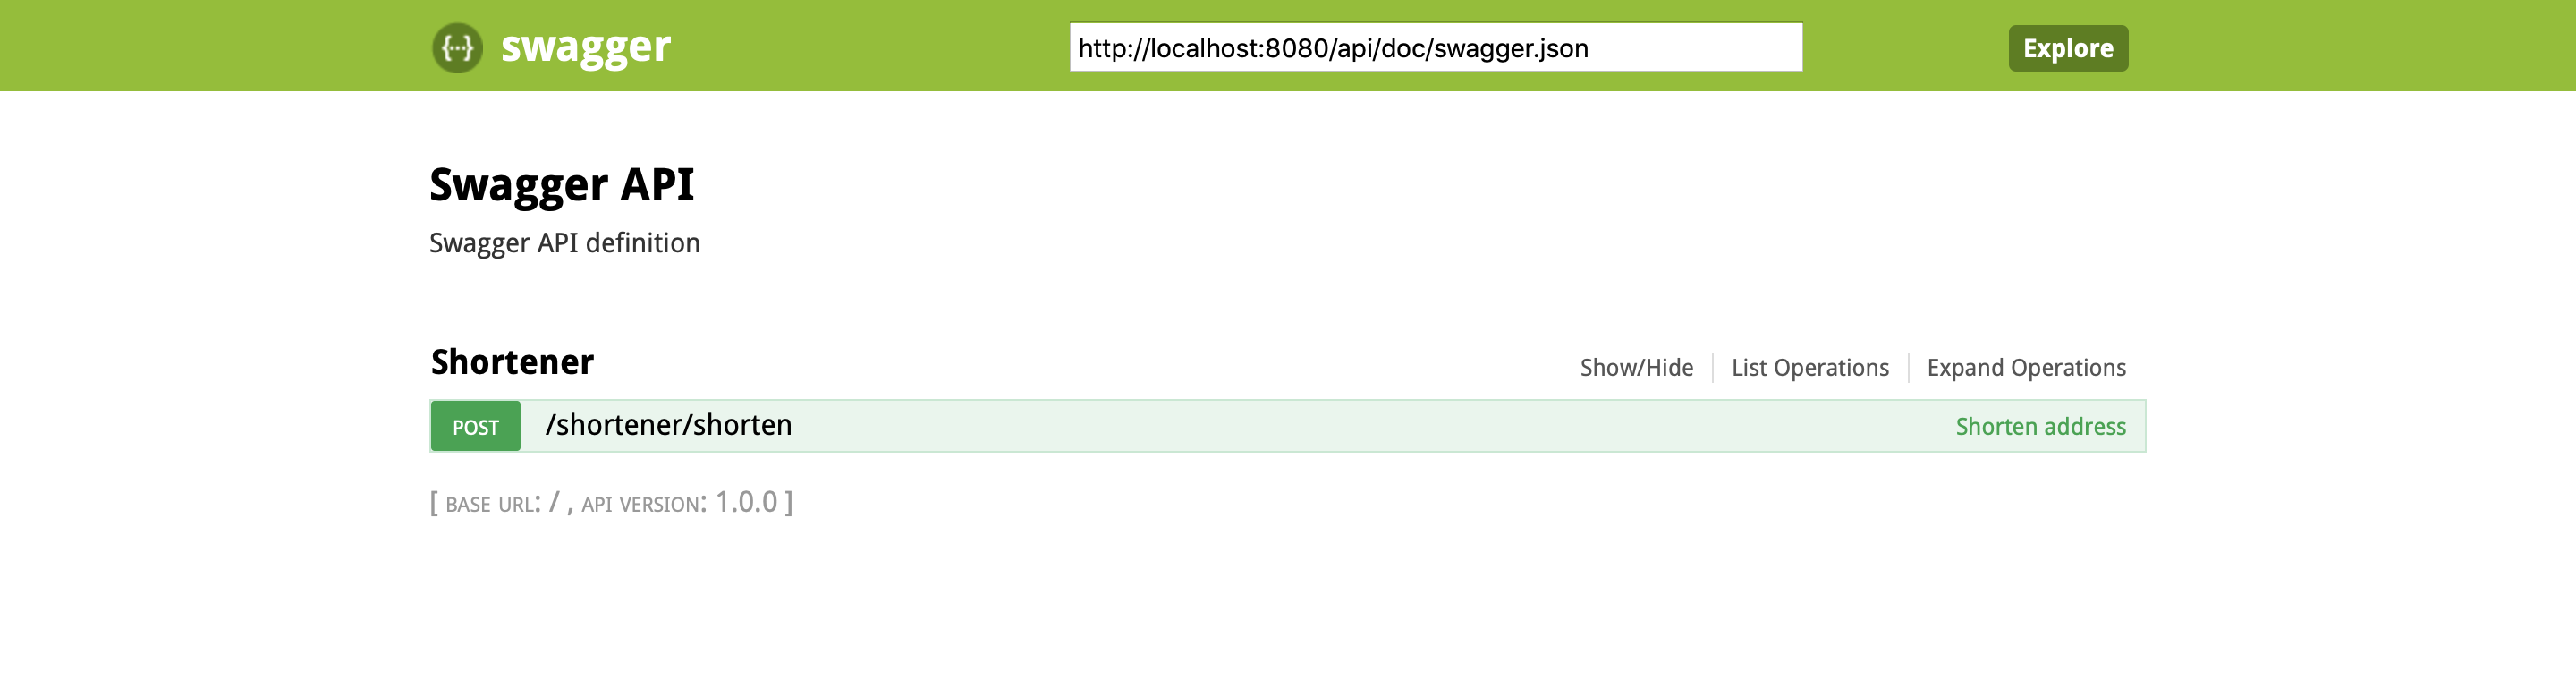 {···} swagger
http://localhost:8080/api/doc/swagger.json
Explore
Swagger API
Swagger API definition
Shortener
Show/Hide
List Operations
Expand Operations
POST /shortener/shorten
Shorten address
[ BASE URL: / , API VERSION: 1.0.0 ]